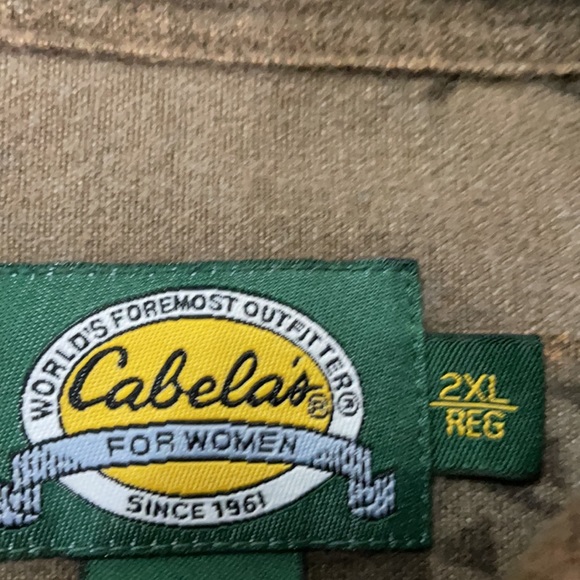 WORLD'S FOREMOST OUTFITTER®
Cabela's®
FOR WOMEN
SINCE 1961
2XL
REG